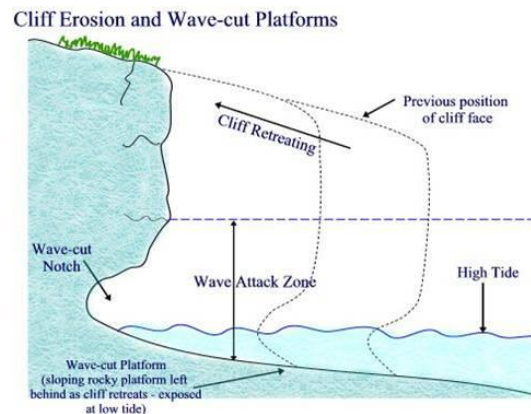 Cliff Erosion and Wave-cut Platforms
Previous position
of cliff face
Cliff Retreating
Wave-cut
Notch
Wave Attack Zone
High Tide
Wave-cut Platform
(sloping rocky platform left
behind as cliff retreats - exposed
at low tide)